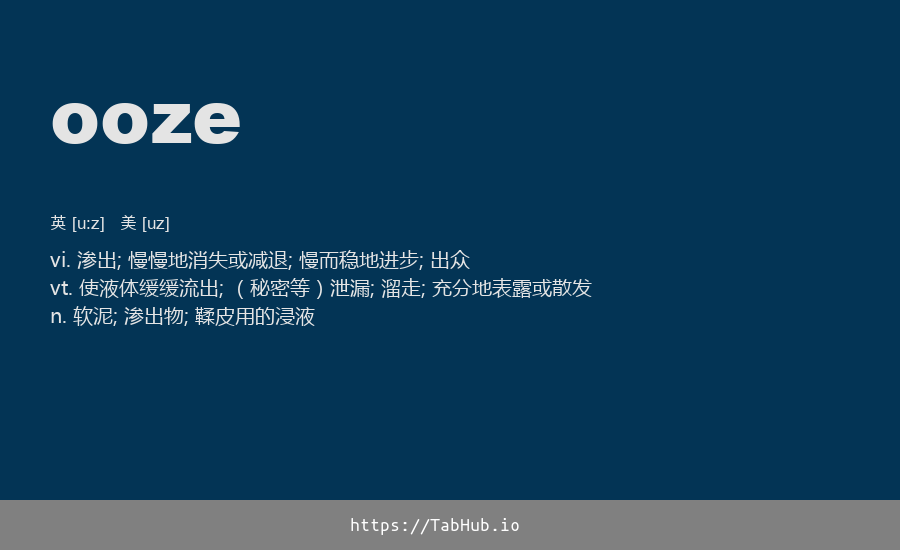 ooze
英 [u:z] 美 [uz]
vi. 渗出; 慢慢地消失或减退; 慢而稳地进步; 出众
vt. 使液体缓缓流出; （秘密等）泄漏; 溜走; 充分地表露或散发
n. 软泥; 渗出物; 鞣皮用的浸液
https://TabHub.io